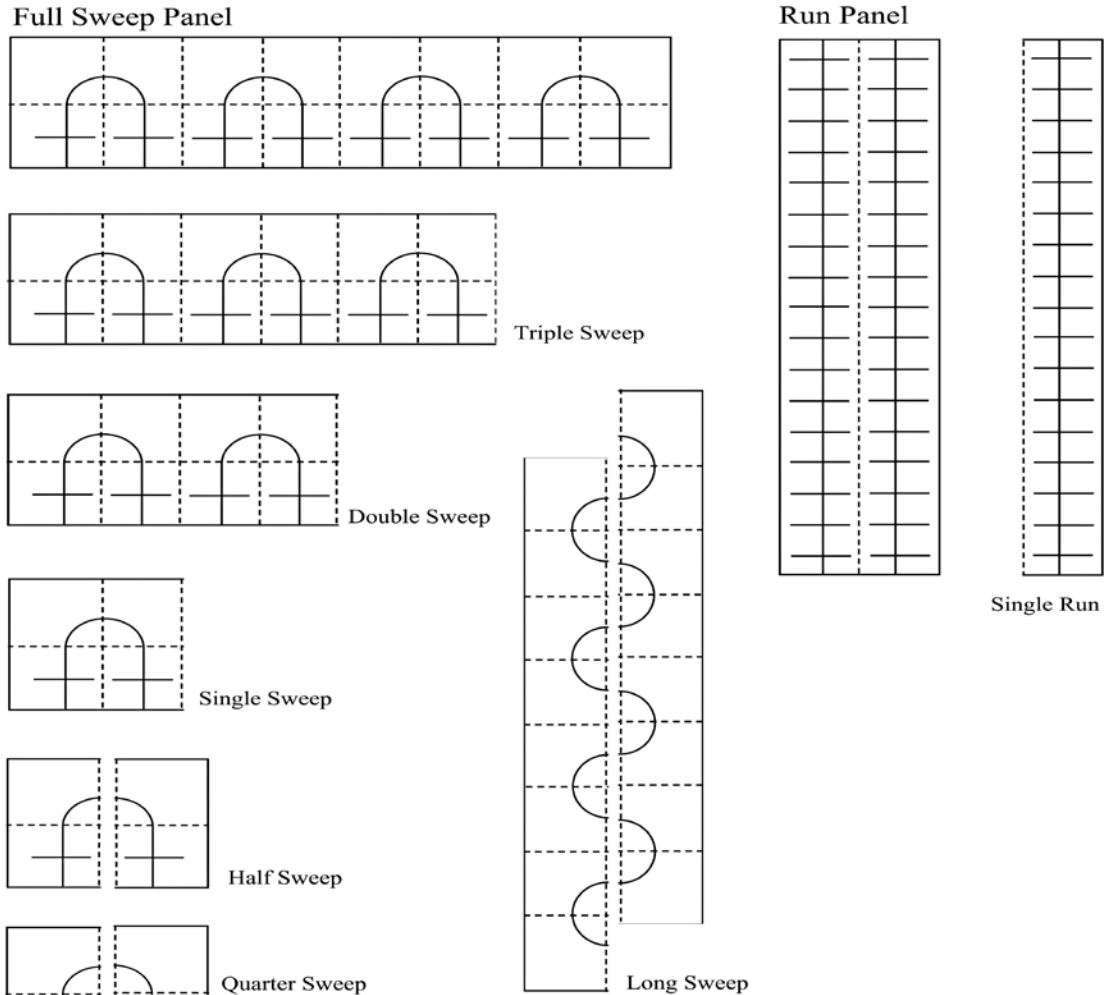 Full Sweep Panel
Run Panel
Triple Sweep
Double Sweep
Single Run
Single Sweep
Half Sweep
Quarter Sweep
Long Sweep